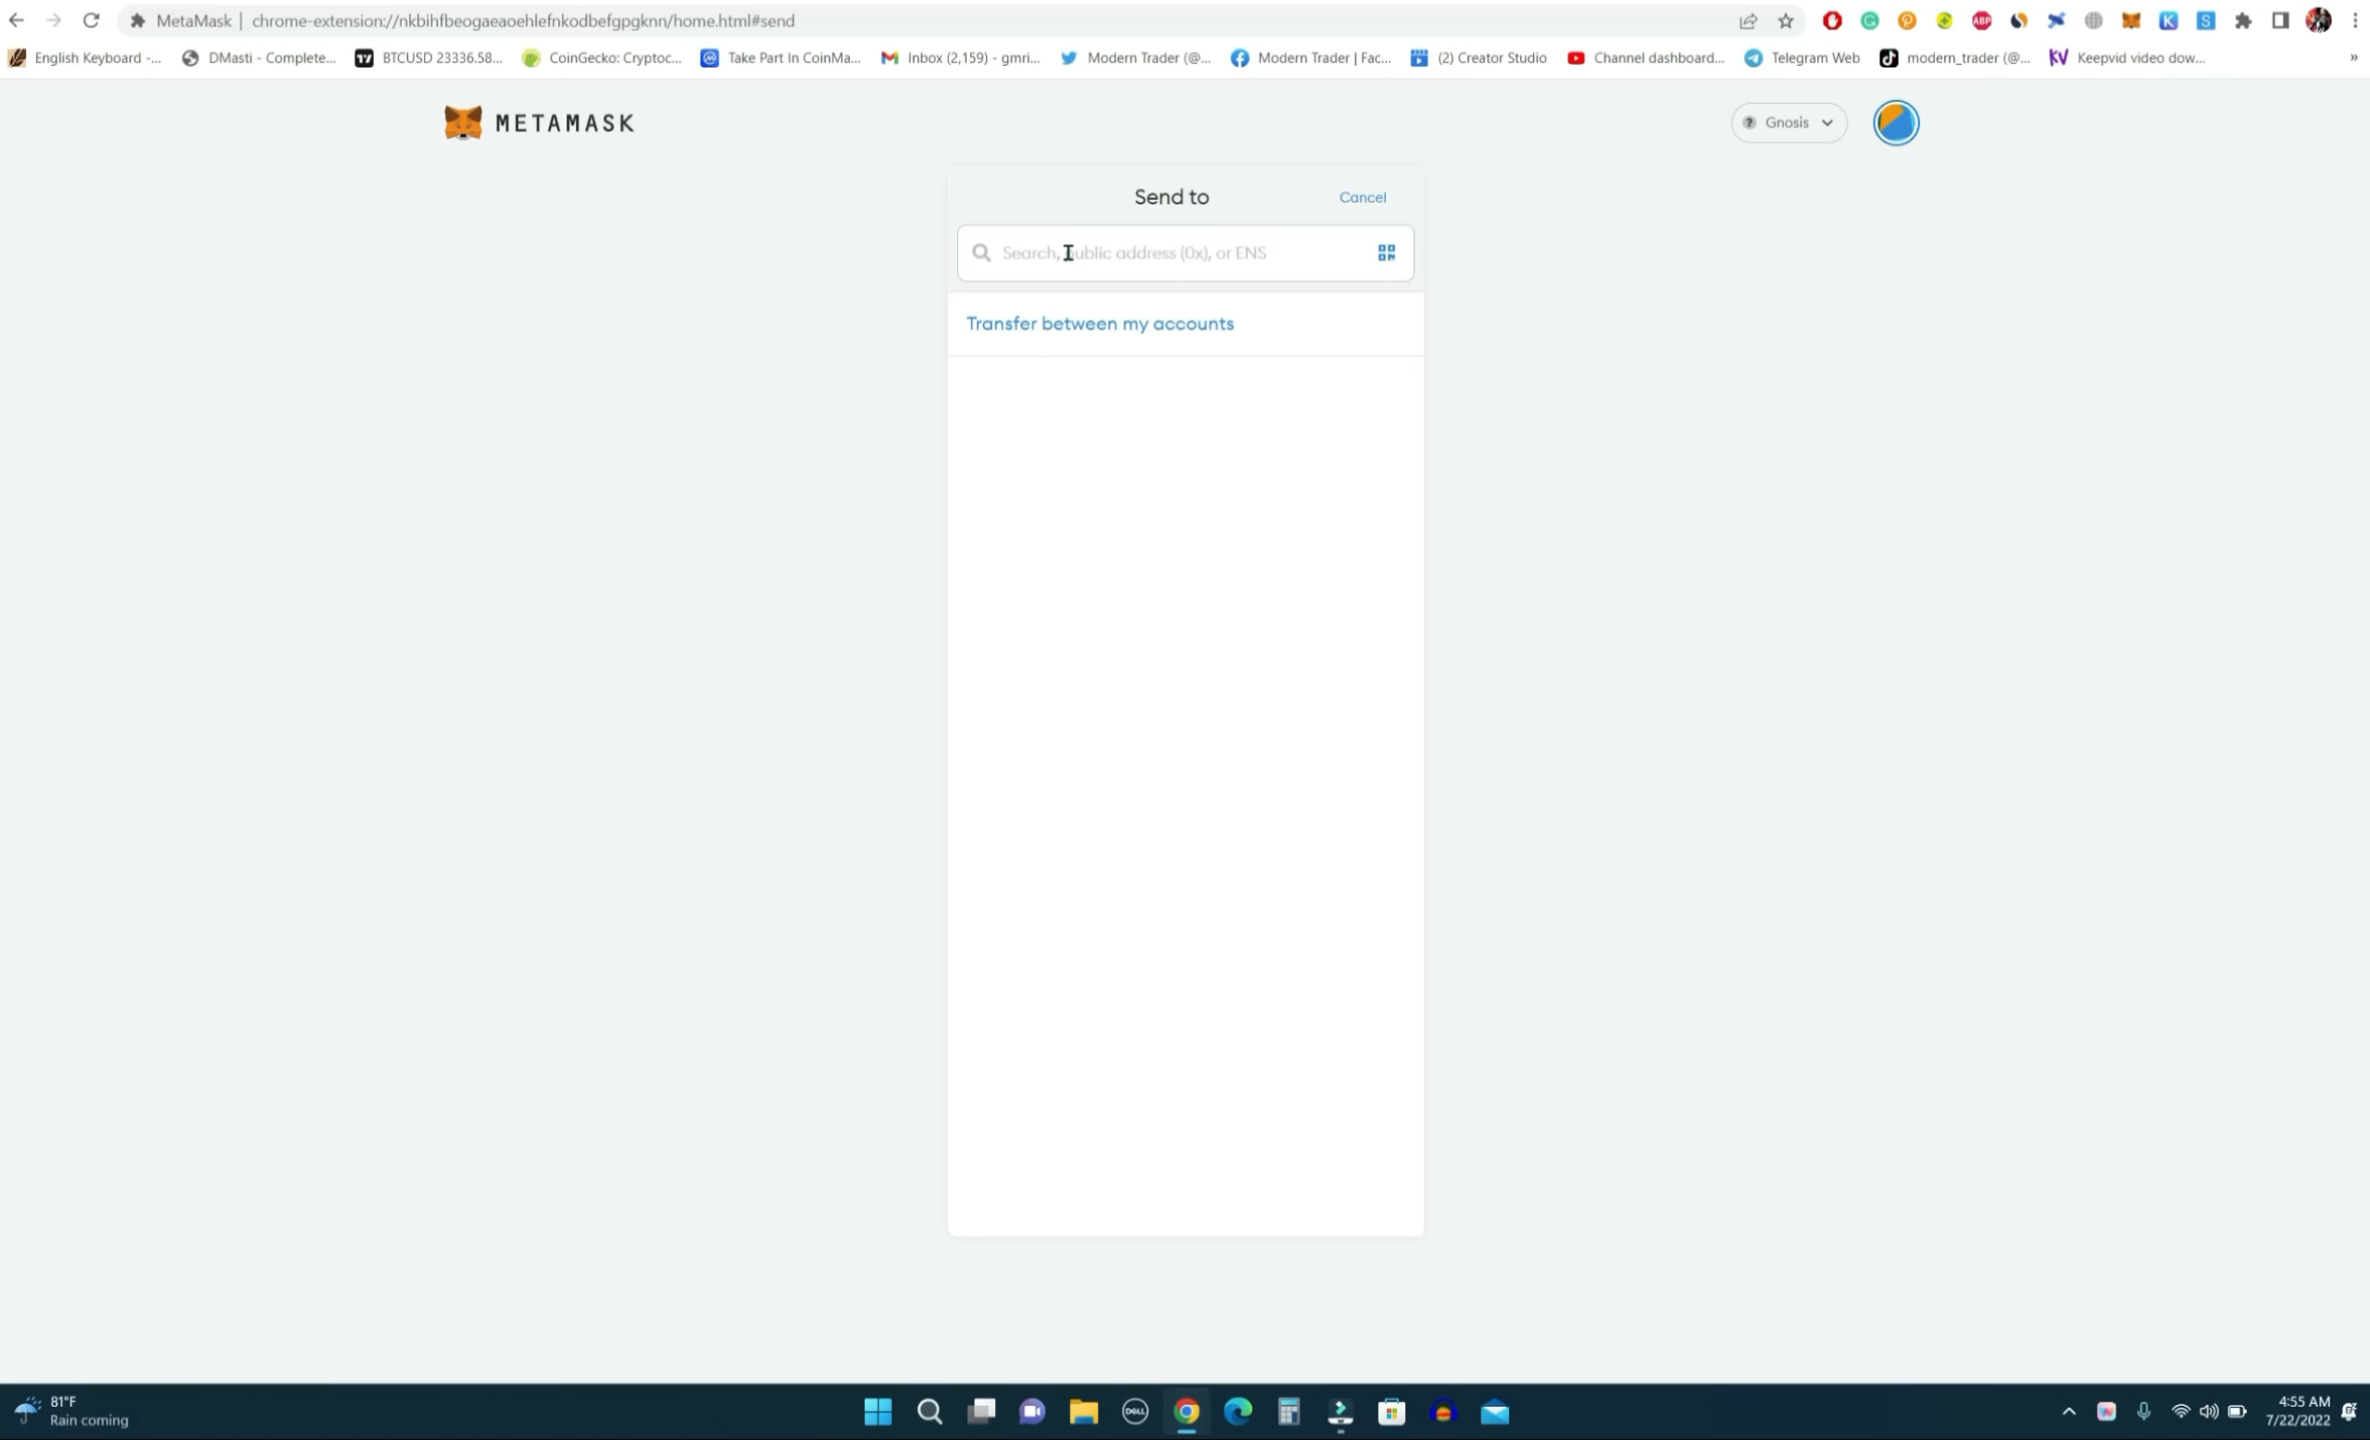 MetaMask | chrome-extension://nkbihfbeogaeaoehlefnkodbefgpgknn/home.html#send
English Keyboard -... DMasti - Complete... BTCUSD 23336.58... CoinGecko: Cryptoc... Take Part In CoinMa... Inbox (2,159) - gmri... Modern Trader (@... Modern Trader | Fac... (2) Creator Studio Channel dashboard... Telegram Web modern_trader (@... Keepvid video dow... »
METAMASK
Gnosis
Send to
Cancel
Search, public address (0x), or ENS
Transfer between my accounts
81°F
Rain coming
DELL
4:55 AM
7/22/2022